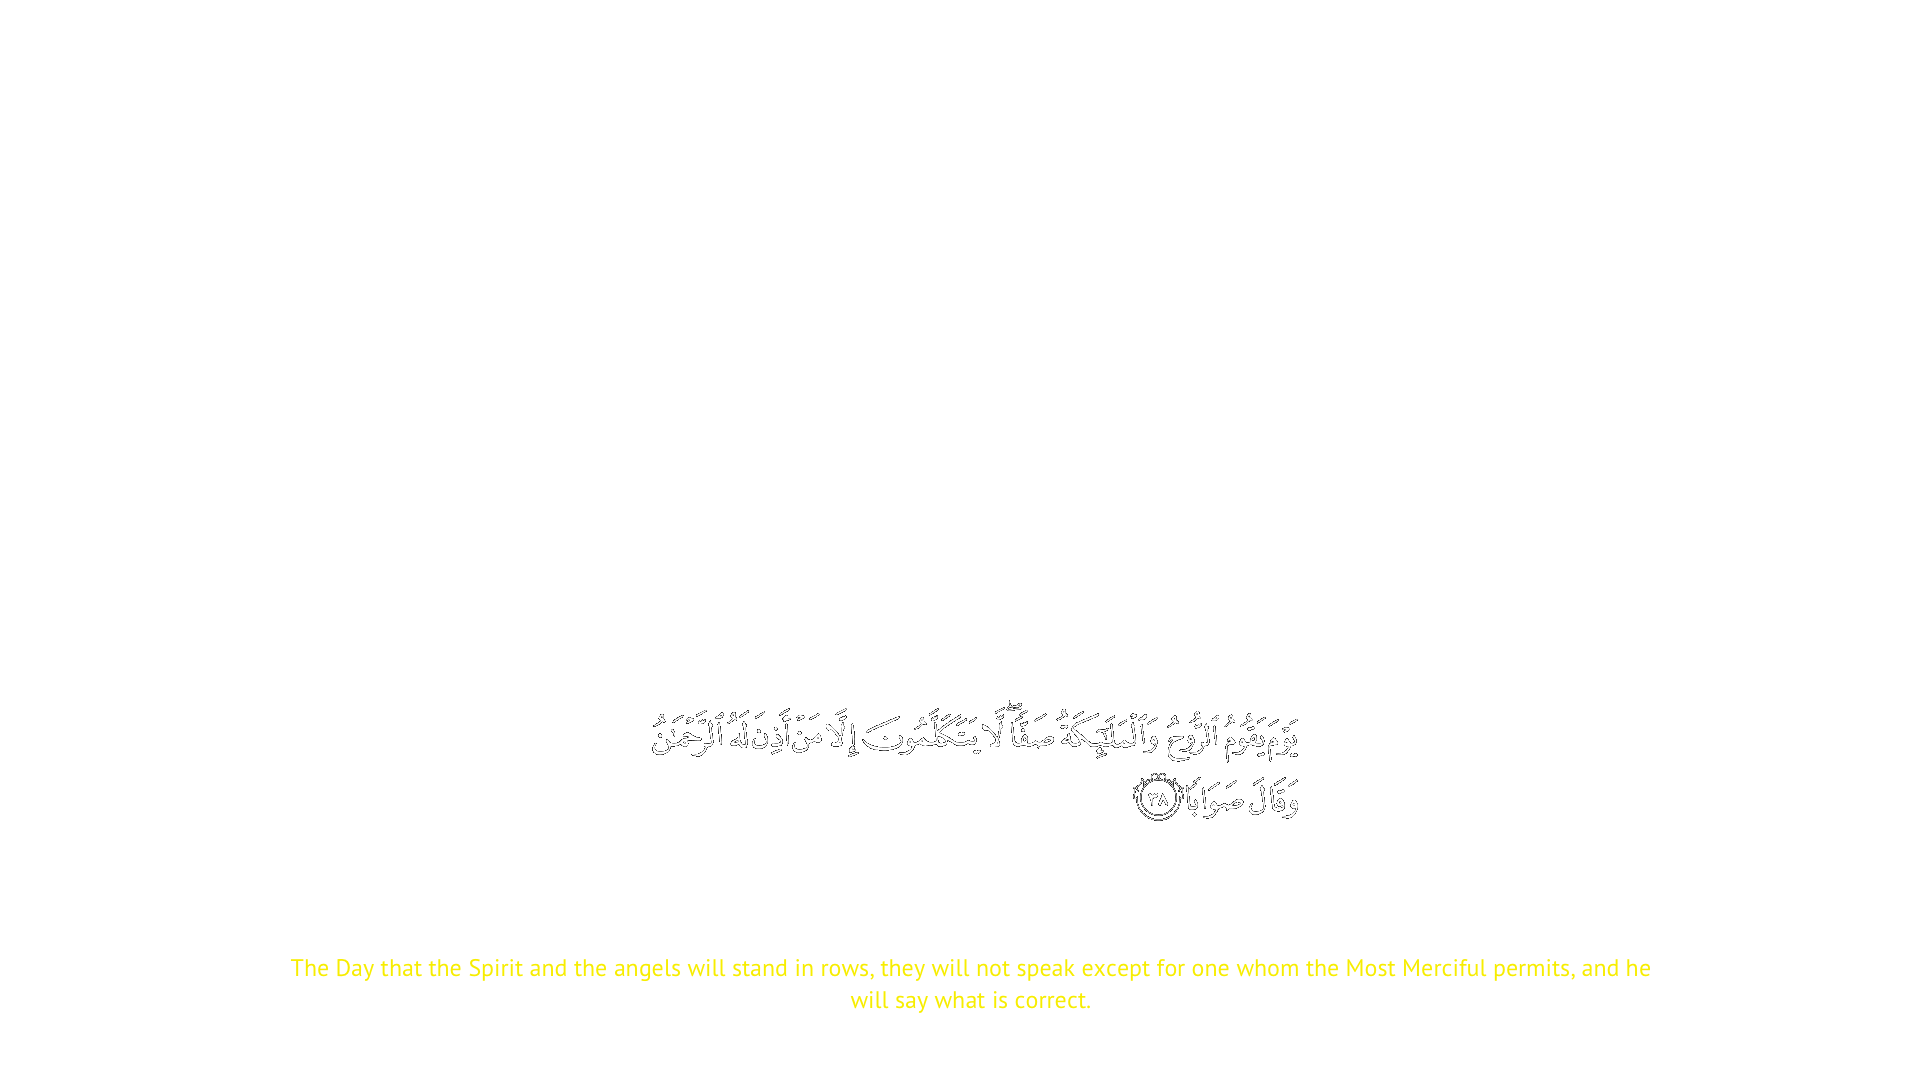 يَوْمَ يَقُومُ ٱلرُّوحُ وَٱلْمَلَٰٓئِكَةُ صَفًّا ۖ لَّا يَتَكَلَّمُونَ إِلَّا مَنْ أَذِنَ لَهُ ٱلرَّحْمَٰنُ
وَقَالَ صَوَابًا ٣٨
The Day that the Spirit and the angels will stand in rows, they will not speak except for one whom the Most Merciful permits, and he
will say what is correct.